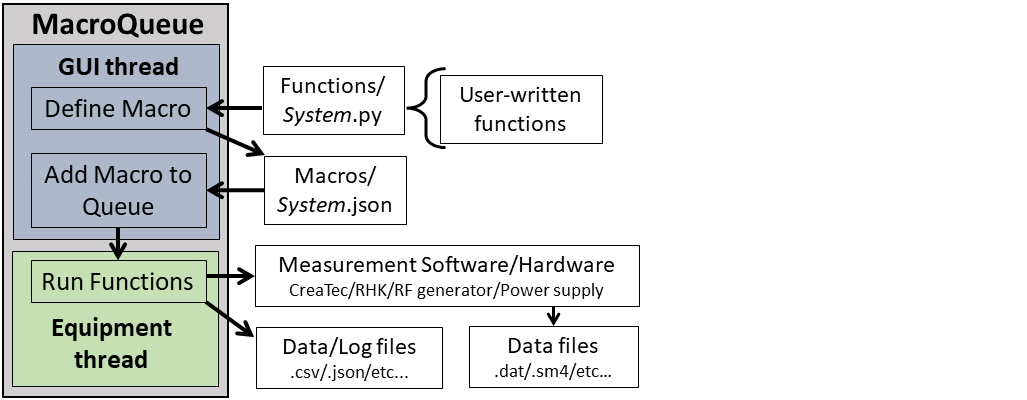 MacroQueue
GUI thread
Define Macro
Functions/
System.py
User-written
functions
Add Macro to
Queue
Macros/
System.json
Run Functions
Equipment
thread
Measurement Software/Hardware
CreaTec/RHK/RF generator/Power supply
Data/Log files
.csv/.json/etc...
Data files
.dat/.sm4/etc...